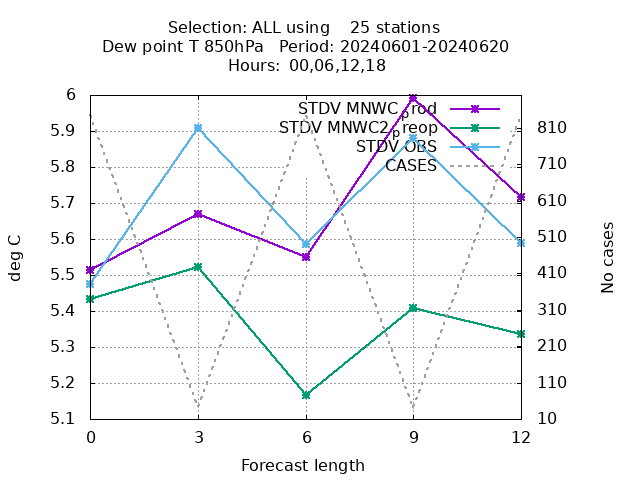 Selection: ALL using    25 stations
Dew point T 850hPa   Period: 20240601-20240620
Hours: 00,06,12,18
STDV MNWC_prod
STDV MNWC2_preop
STDV OBS
CASES
6
5.9
5.8
5.7
5.6
5.5
5.4
5.3
5.2
5.1
deg C
810
710
610
510
410
310
210
110
10
No cases
0 3 6 9 12
Forecast length